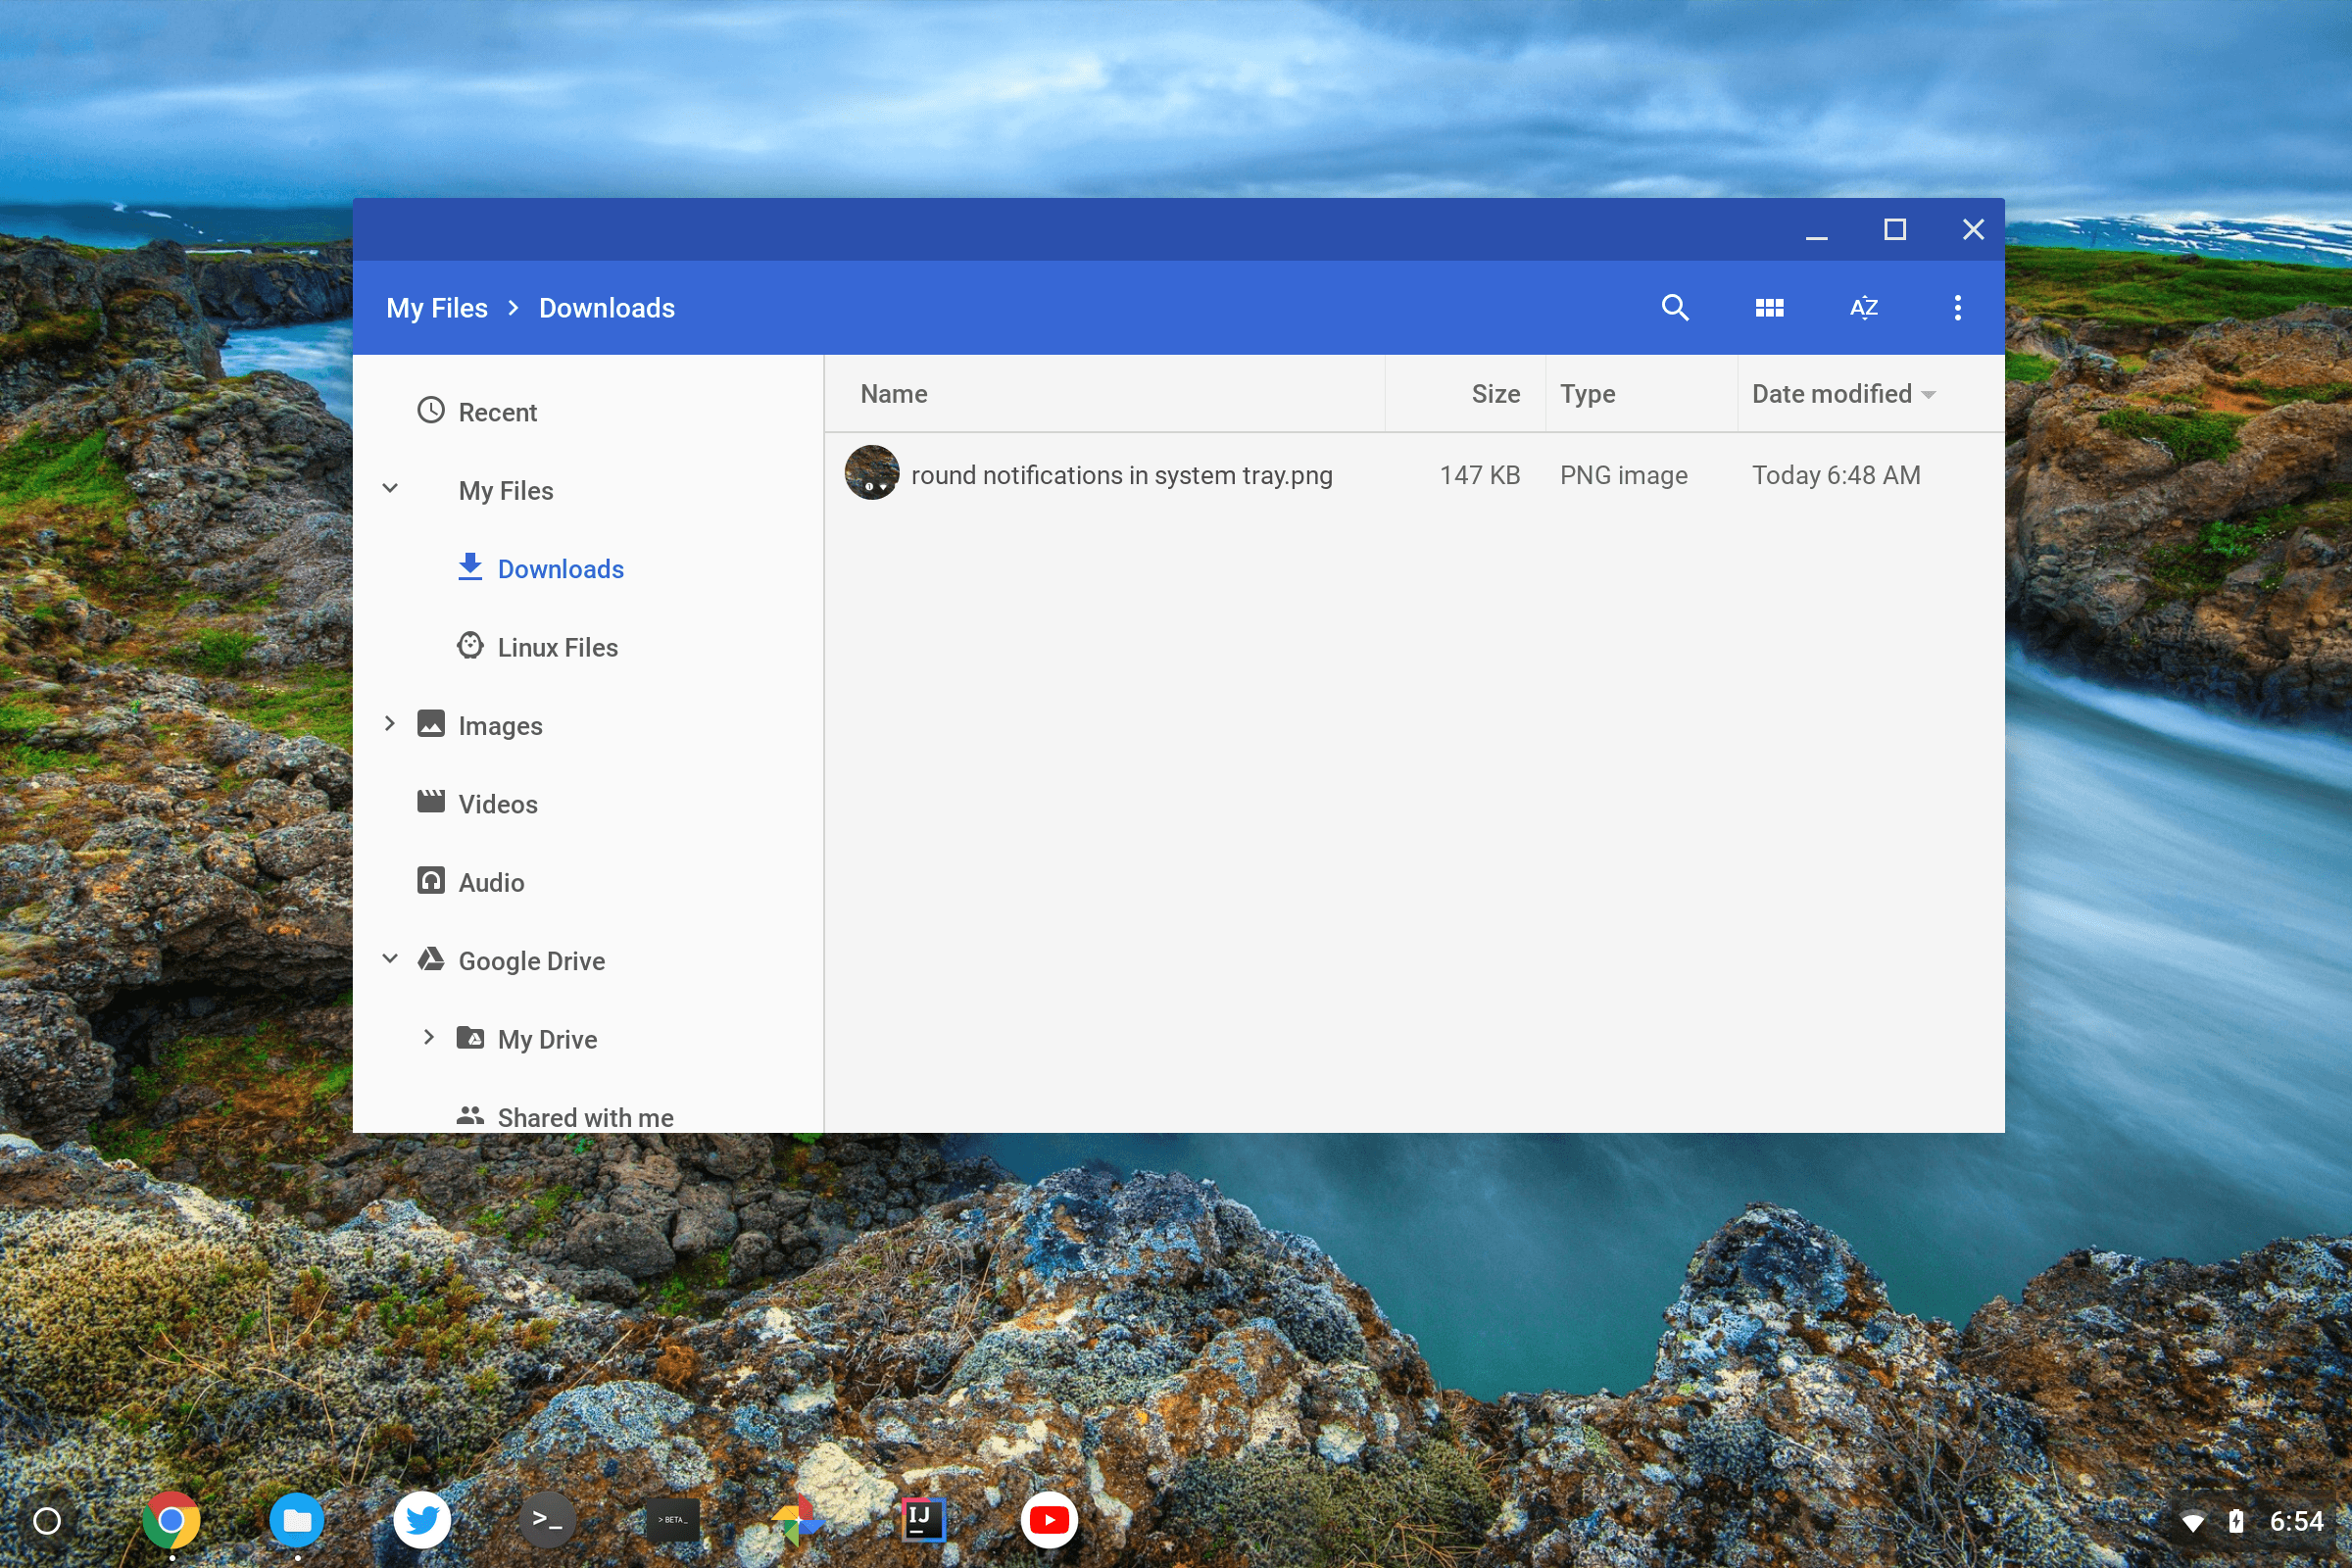 My Files > Downloads
AZ
Name Size Type Date modified
round notifications in system tray.png 147 KB PNG image Today 6:48 AM
Recent
My Files
Downloads
Linux Files
Images
Videos
Audio
Google Drive
My Drive
Shared with me
>_
> BETA_
IJ
6:54